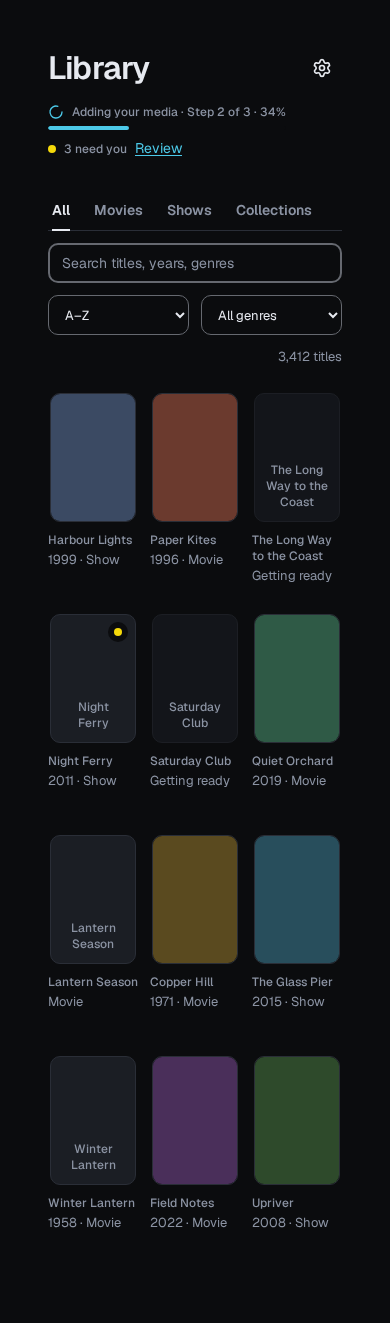 Library
Adding your media · Step 2 of 3 · 34%
3 need you Review
All Movies Shows Collections
Search titles, years, genres
A–Z All genres
3,412 titles
The Long
Way to the
Coast
Harbour Lights
1999 · Show
Paper Kites
1996 · Movie
The Long Way
to the Coast
Getting ready
Night
Ferry
Saturday
Club
Night Ferry
2011 · Show
Saturday Club
Getting ready
Quiet Orchard
2019 · Movie
Lantern
Season
Lantern Season
Movie
Copper Hill
1971 · Movie
The Glass Pier
2015 · Show
Winter
Lantern
Winter Lantern
1958 · Movie
Field Notes
2022 · Movie
Upriver
2008 · Show